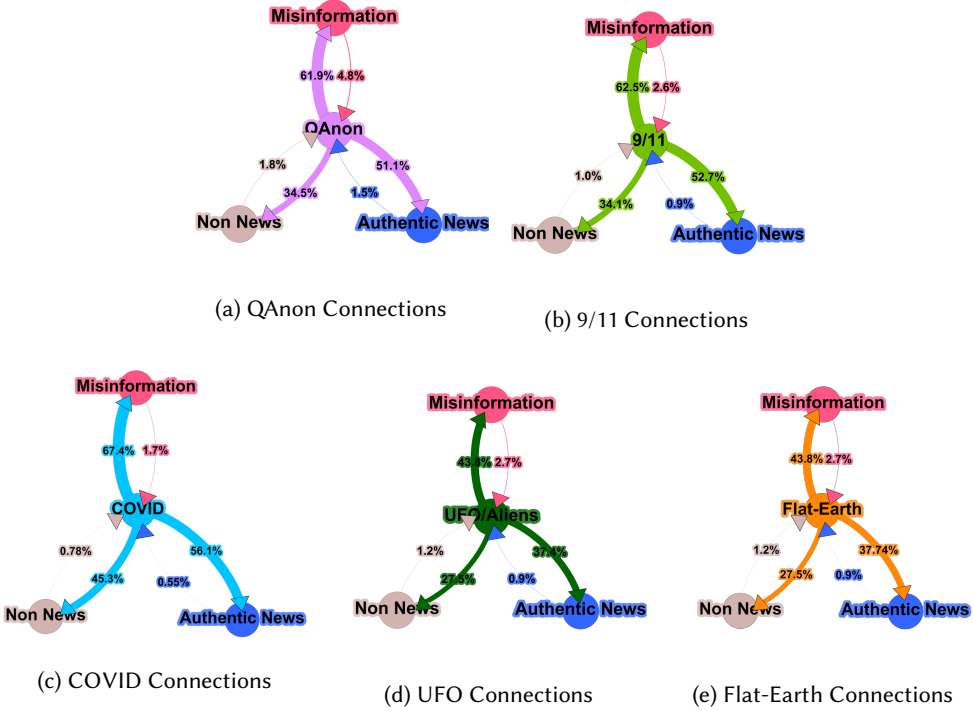 Misinformation
61.9% 4.8%
QAnon
1.8%
51.1%
34.5%
1.5%
Non News
Authentic News
(a) QAnon Connections
Misinformation
62.5% 2.6%
9/11
1.0%
52.7%
34.1%
0.9%
Non News
Authentic News
(b) 9/11 Connections
Misinformation
67.4% 1.7%
COVID
0.78%
56.1%
45.3%
0.55%
Non News
Authentic News
(c) COVID Connections
Misinformation
43.8% 2.7%
UFO/Aliens
1.2%
37.4%
27.5%
0.9%
Non News
Authentic News
(d) UFO Connections
Misinformation
43.8% 2.7%
Flat-Earth
1.2%
37.74%
27.5%
0.9%
Non News
Authentic News
(e) Flat-Earth Connections